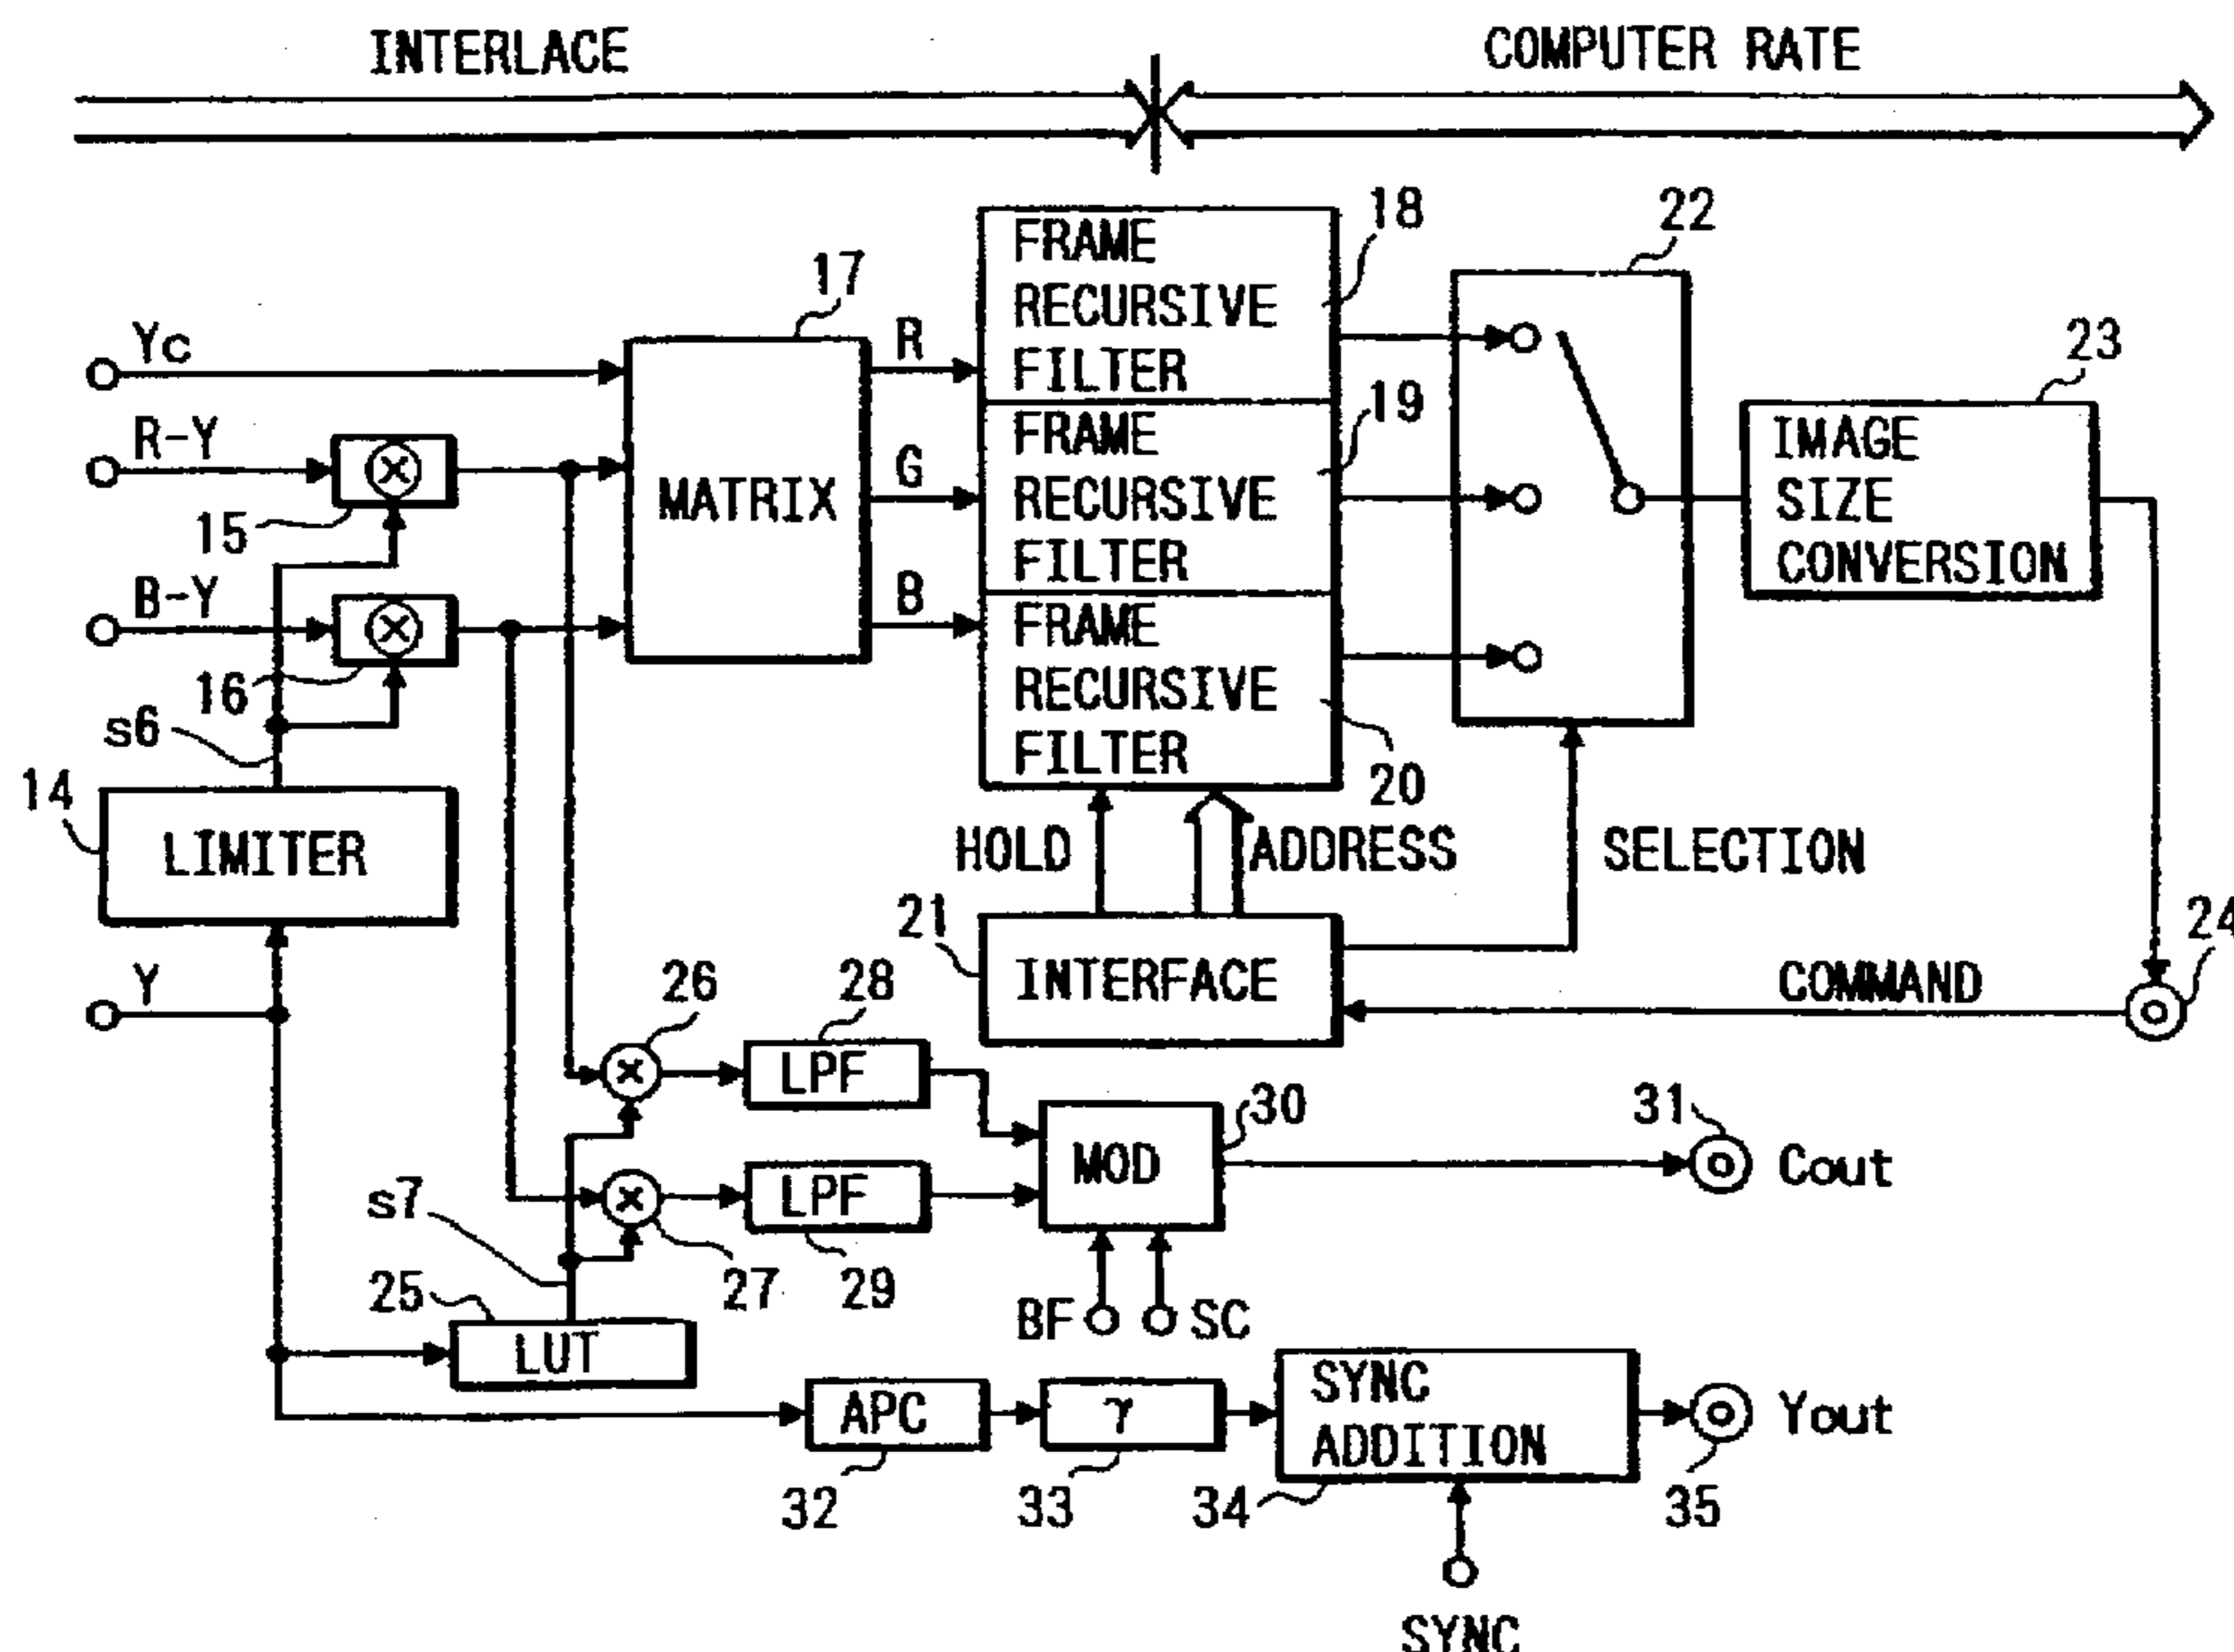 INTERLACE
COMPUTER RATE
18
22
17
23
Yc
R
FRAME
RECURSIVE
FILTER
R-Y
19
15
MATRIX
G
FRAME
RECURSIVE
FILTER
IMAGE
SIZE
CONVERSION
B-Y
16
B
FRAME
RECURSIVE
FILTER
20
s6
14
LIMITER
HOLD
ADDRESS
SELECTION
21
INTERFACE
COMMAND
24
Y
26
28
LPF
30
MOD
31
Cout
s7
27
LPF
29
25
LUT
BF
SC
APC
32
γ
33
SYNC
ADDITION
34
Yout
35
SYNC